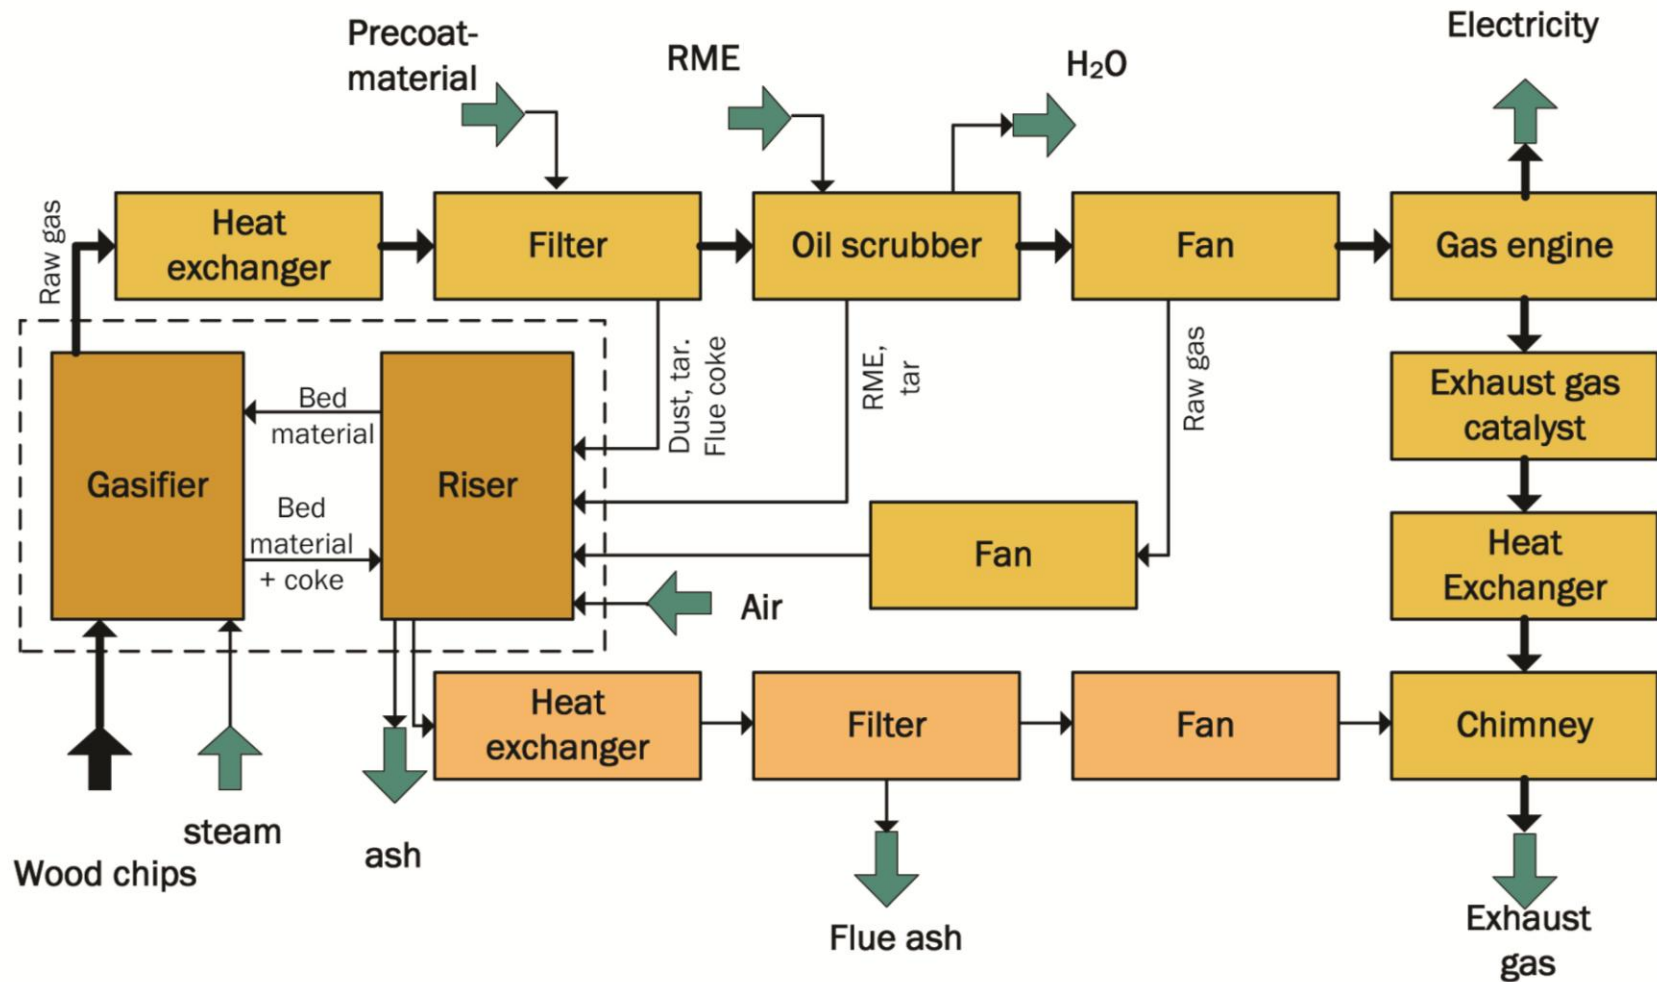 Precoat-
material
RME
H₂O
Electricity
Raw gas
Heat
exchanger
Filter
Oil scrubber
Fan
Gas engine
Dust, tar.
Flue coke
RME,
tar
Raw gas
Gasifier
Bed
material
Bed
material
+ coke
Riser
Fan
Air
Exhaust gas
catalyst
Heat
Exchanger
Heat
exchanger
Filter
Fan
Chimney
Wood chips
steam
ash
Flue ash
Exhaust
gas